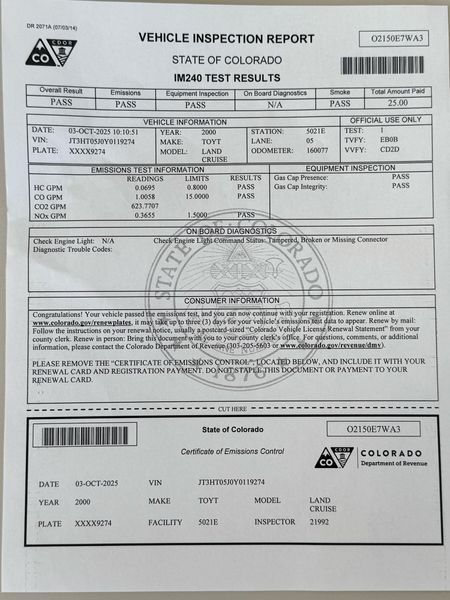 DR 2071A (07/03/14)
CO CDOR
VEHICLE INSPECTION REPORT
O2150E7WA3
STATE OF COLORADO
IM240 TEST RESULTS
Overall Result Emissions Equipment Inspection On Board Diagnostics Smoke Total Amount Paid
PASS PASS PASS N/A PASS 25.00
VEHICLE INFORMATION OFFICIAL USE ONLY
DATE: 03-OCT-2025 10:10:51 YEAR: 2000 STATION: 5021E TEST: 1
VIN: JT3HT05J0Y0119274 MAKE: TOYT LANE: 05 TVFY: EB0B
PLATE: XXXX9274 MODEL: LAND CRUISE ODOMETER: 160077 VVFY: CD2D
EMISSIONS TEST INFORMATION EQUIPMENT INSPECTION
READINGS LIMITS RESULTS Gas Cap Presence: PASS
HC GPM 0.0695 0.8000 PASS Gas Cap Integrity: PASS
CO GPM 1.0058 15.0000 PASS
CO2 GPM 623.7707
NOx GPM 0.3655 1.5000 PASS
ON BOARD DIAGNOSTICS
Check Engine Light: N/A Check Engine Light Command Status: Tampered, Broken or Missing Connector
Diagnostic Trouble Codes:
STATE OF COLORADO
1876
CONSUMER INFORMATION
Congratulations! Your vehicle passed the emissions test, and you can now continue with your registration. Renew online at
www.colorado.gov/renewplates, it may take up to three (3) days for your vehicle's emissions test data to appear. Renew by mail:
Follow the instructions on your renewal notice, usually a postcard-sized "Colorado Vehicle License Renewal Statement" from your
county clerk. Renew in person: Bring this document with you to your county clerk's office. For questions, comments, or additional
information, please contact the Colorado Department of Revenue (303-205-5603 or www.colorado.gov/revenue/dmv).
PLEASE REMOVE THE "CERTIFICATE OF EMISSIONS CONTROL", LOCATED BELOW, AND INCLUDE IT WITH YOUR
RENEWAL CARD AND REGISTRATION PAYMENT. DO NOT STAPLE THIS DOCUMENT OR PAYMENT TO YOUR
RENEWAL CARD.
CUT HERE
State of Colorado O2150E7WA3
Certificate of Emissions Control
CO CDOR COLORADO
Department of Revenue
DATE 03-OCT-2025 VIN JT3HT05J0Y0119274
YEAR 2000 MAKE TOYT MODEL LAND CRUISE
PLATE XXXX9274 FACILITY 5021E INSPECTOR 21992